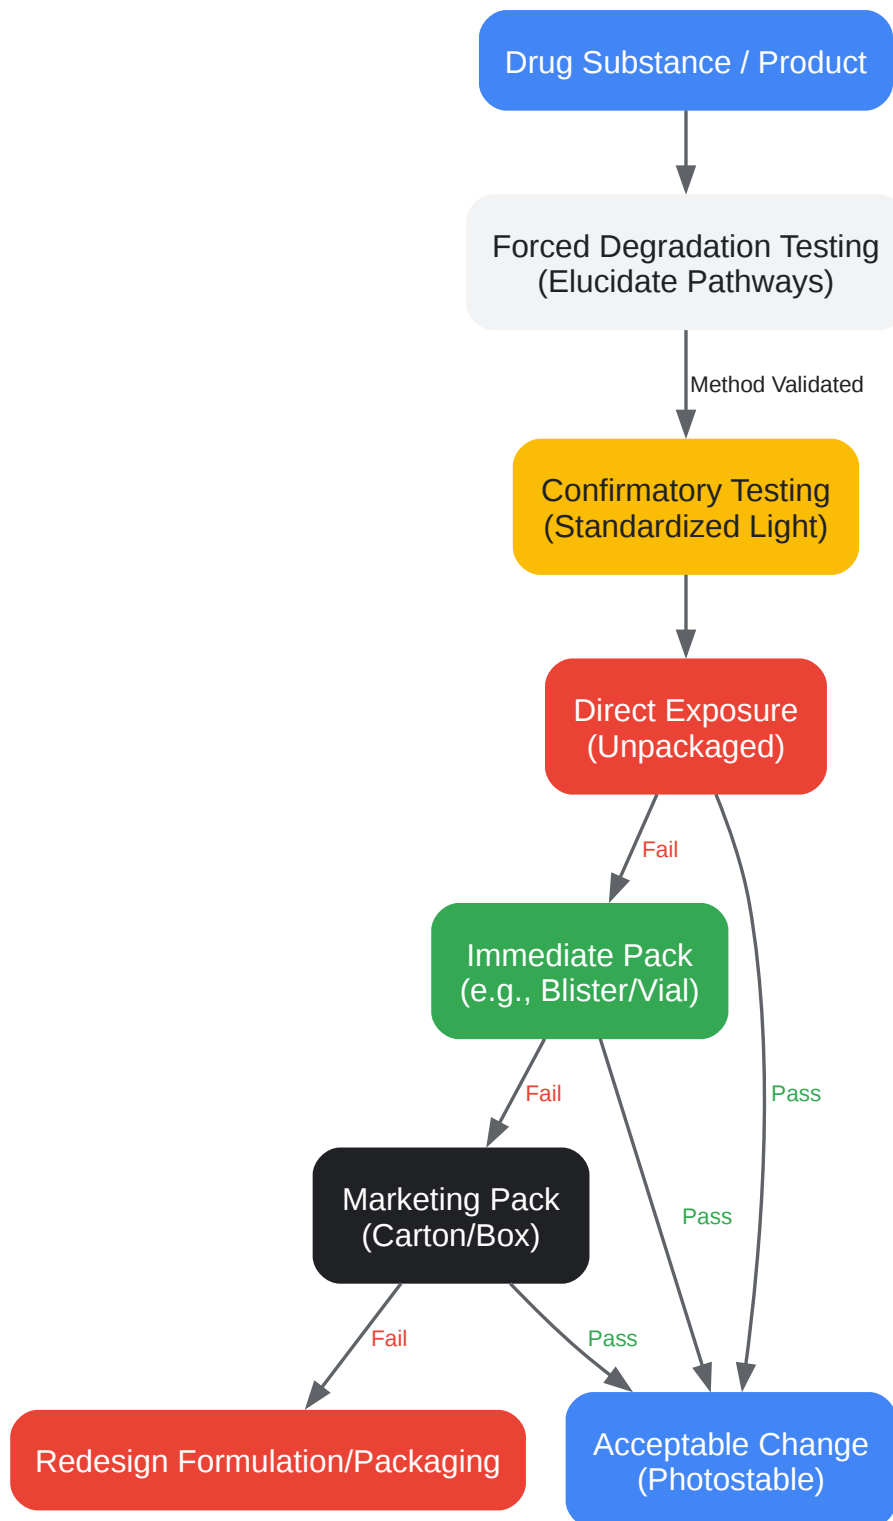 Drug Substance / Product
Forced Degradation Testing
(Elucidate Pathways)
Method Validated
Confirmatory Testing
(Standardized Light)
Direct Exposure
(Unpackaged)
Fail
Immediate Pack
(e.g., Blister/Vial)
Fail
Pass
Marketing Pack
(Carton/Box)
Pass
Fail
Pass
Redesign Formulation/Packaging
Acceptable Change
(Photostable)